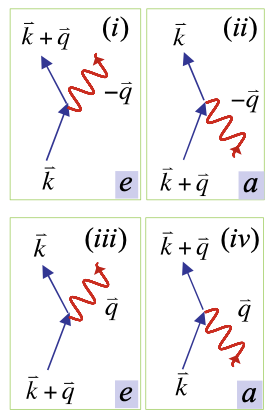 (i)
k⃗ + q⃗
-q⃗
k⃗
e
(ii)
k⃗
-q⃗
k⃗ + q⃗
a
(iii)
k⃗
q⃗
k⃗ + q⃗
e
(iv)
k⃗ + q⃗
q⃗
k⃗
a